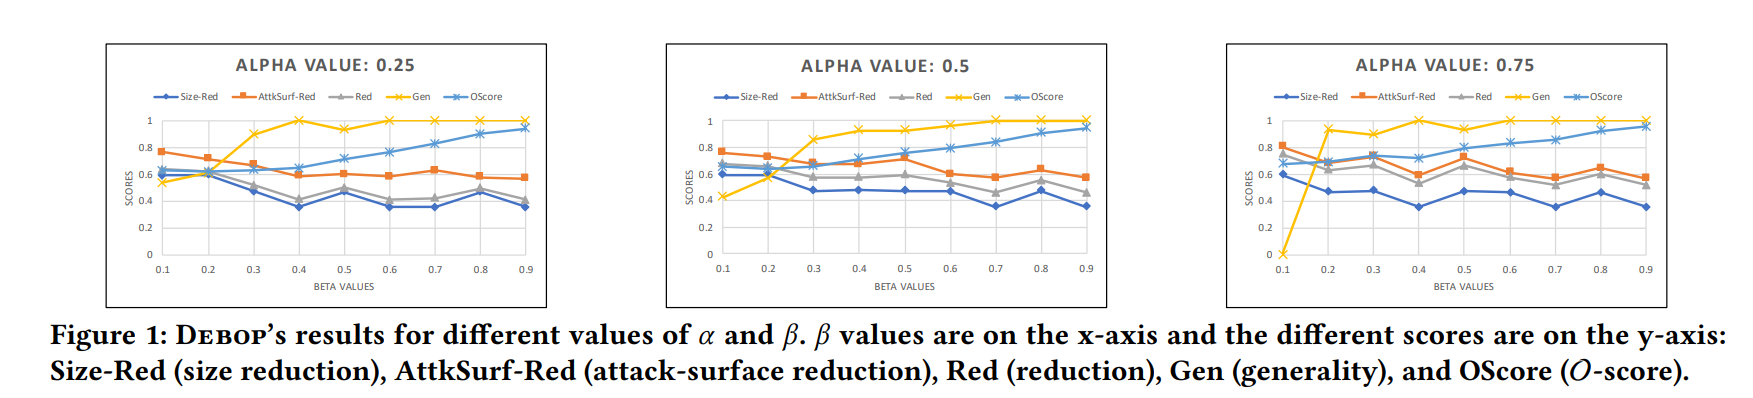 ALPHA VALUE: 0.25
Size-Red AttkSurf-Red Red Gen OScore
1
0.8
0.6
0.4
0.2
0
SCORES
0.1 0.2 0.3 0.4 0.5 0.6 0.7 0.8 0.9
BETA VALUES
ALPHA VALUE: 0.5
Size-Red AttkSurf-Red Red Gen OScore
1
0.8
0.6
0.4
0.2
0
SCORES
0.1 0.2 0.3 0.4 0.5 0.6 0.7 0.8 0.9
BETA VALUES
ALPHA VALUE: 0.75
Size-Red AttkSurf-Red Red Gen OScore
1
0.8
0.6
0.4
0.2
0
SCORES
0.1 0.2 0.3 0.4 0.5 0.6 0.7 0.8 0.9
BETA VALUES
Figure 1: Debop's results for different values of α and β. β values are on the x-axis and the different scores are on the y-axis:
Size-Red (size reduction), AttkSurf-Red (attack-surface reduction), Red (reduction), Gen (generality), and OScore (O-score).